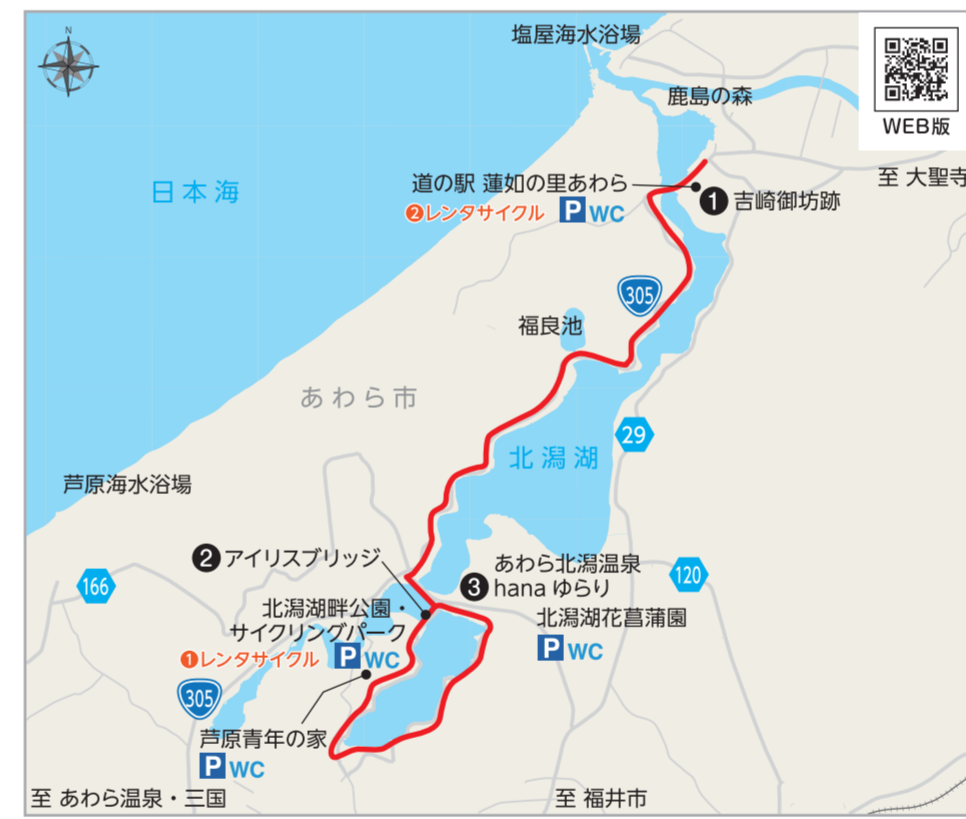 N
塩屋海水浴場
鹿島の森
WEB版
日本海
道の駅 蓮如の里あわら
❷レンタサイクル P WC
至 大聖寺
❶ 吉崎御坊跡
305
福良池
あわら市
29
北潟湖
芦原海水浴場
❷ アイリスブリッジ
166
あわら北潟温泉
❸ hana ゆらり
120
北潟湖畔公園・
サイクリングパーク
❶レンタサイクル P WC
北潟湖花菖蒲園
P WC
305
芦原青年の家
P WC
至 あわら温泉・三国
至 福井市